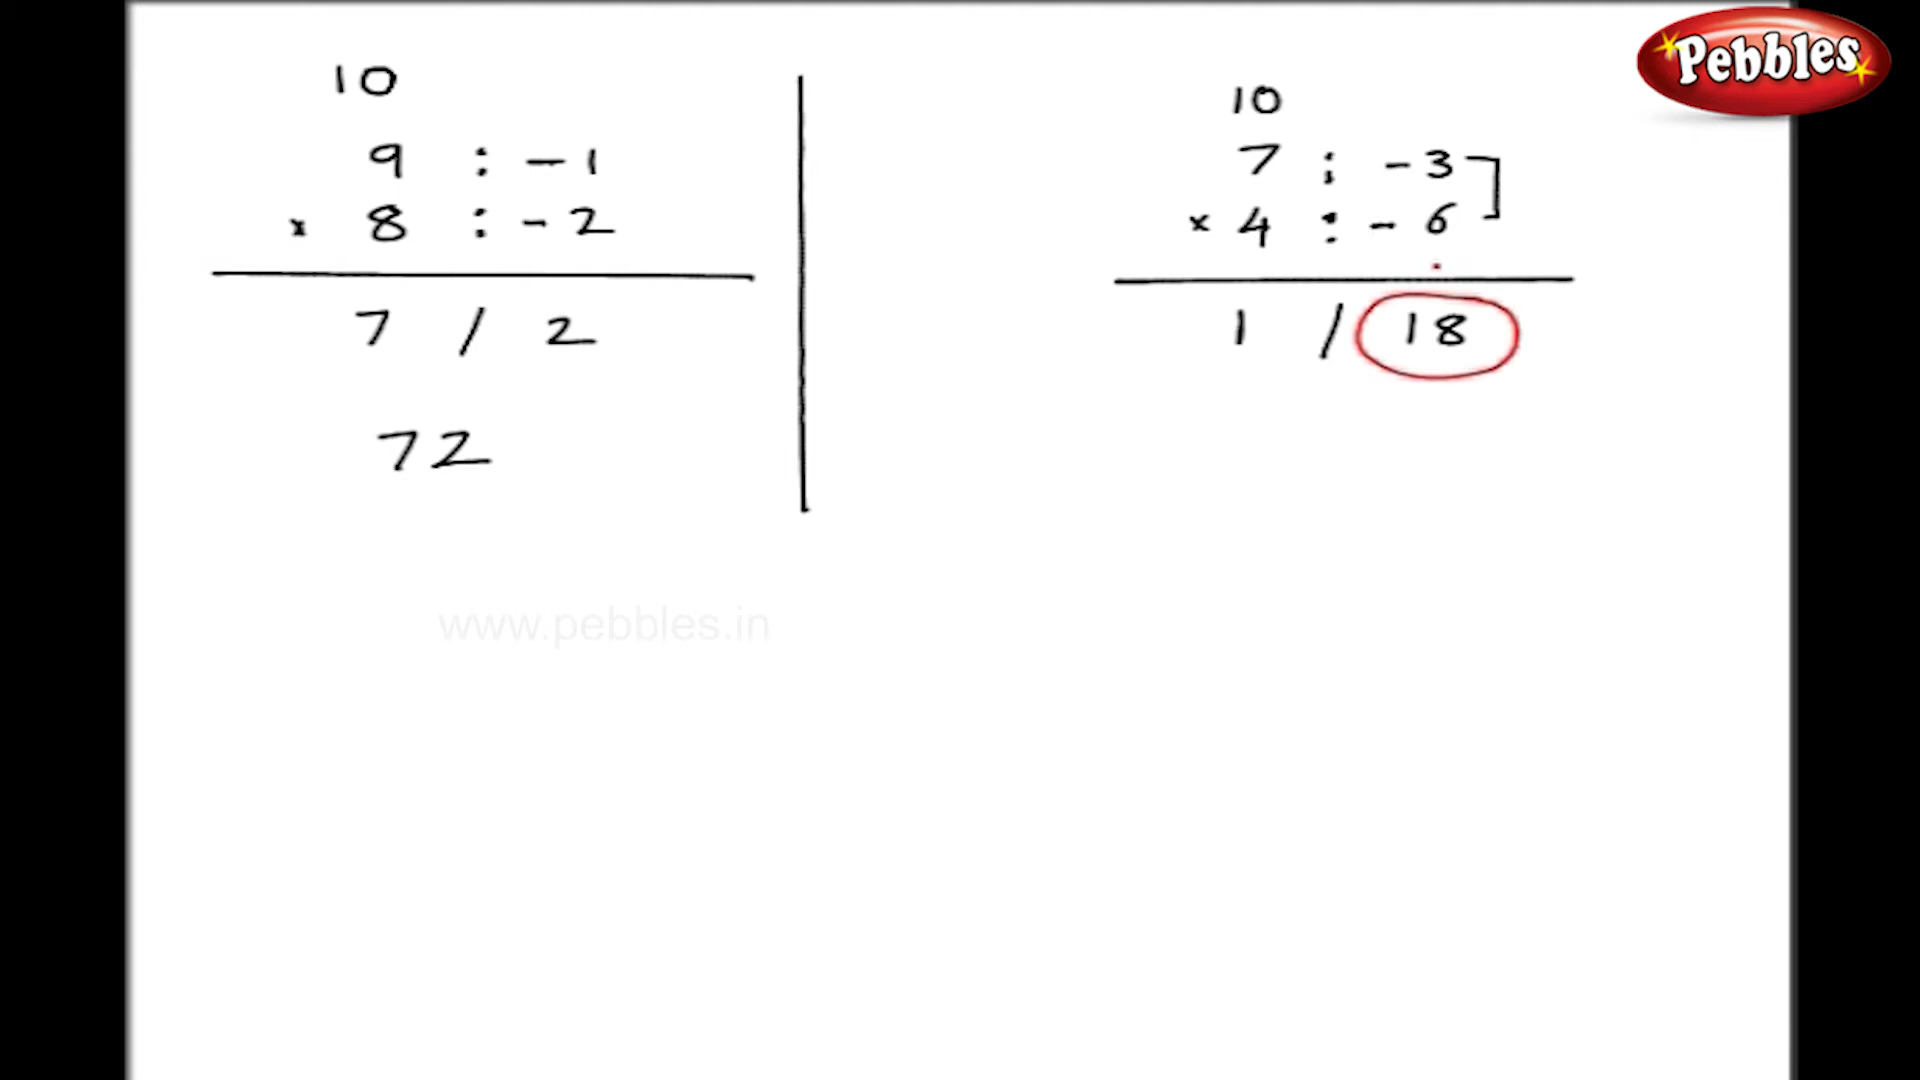 Pebbles
10
9 : - 1
x 8 : - 2
7 / 2
72
10
7 : - 3
x 4 : - 6
1 / 18
www.pebbles.in